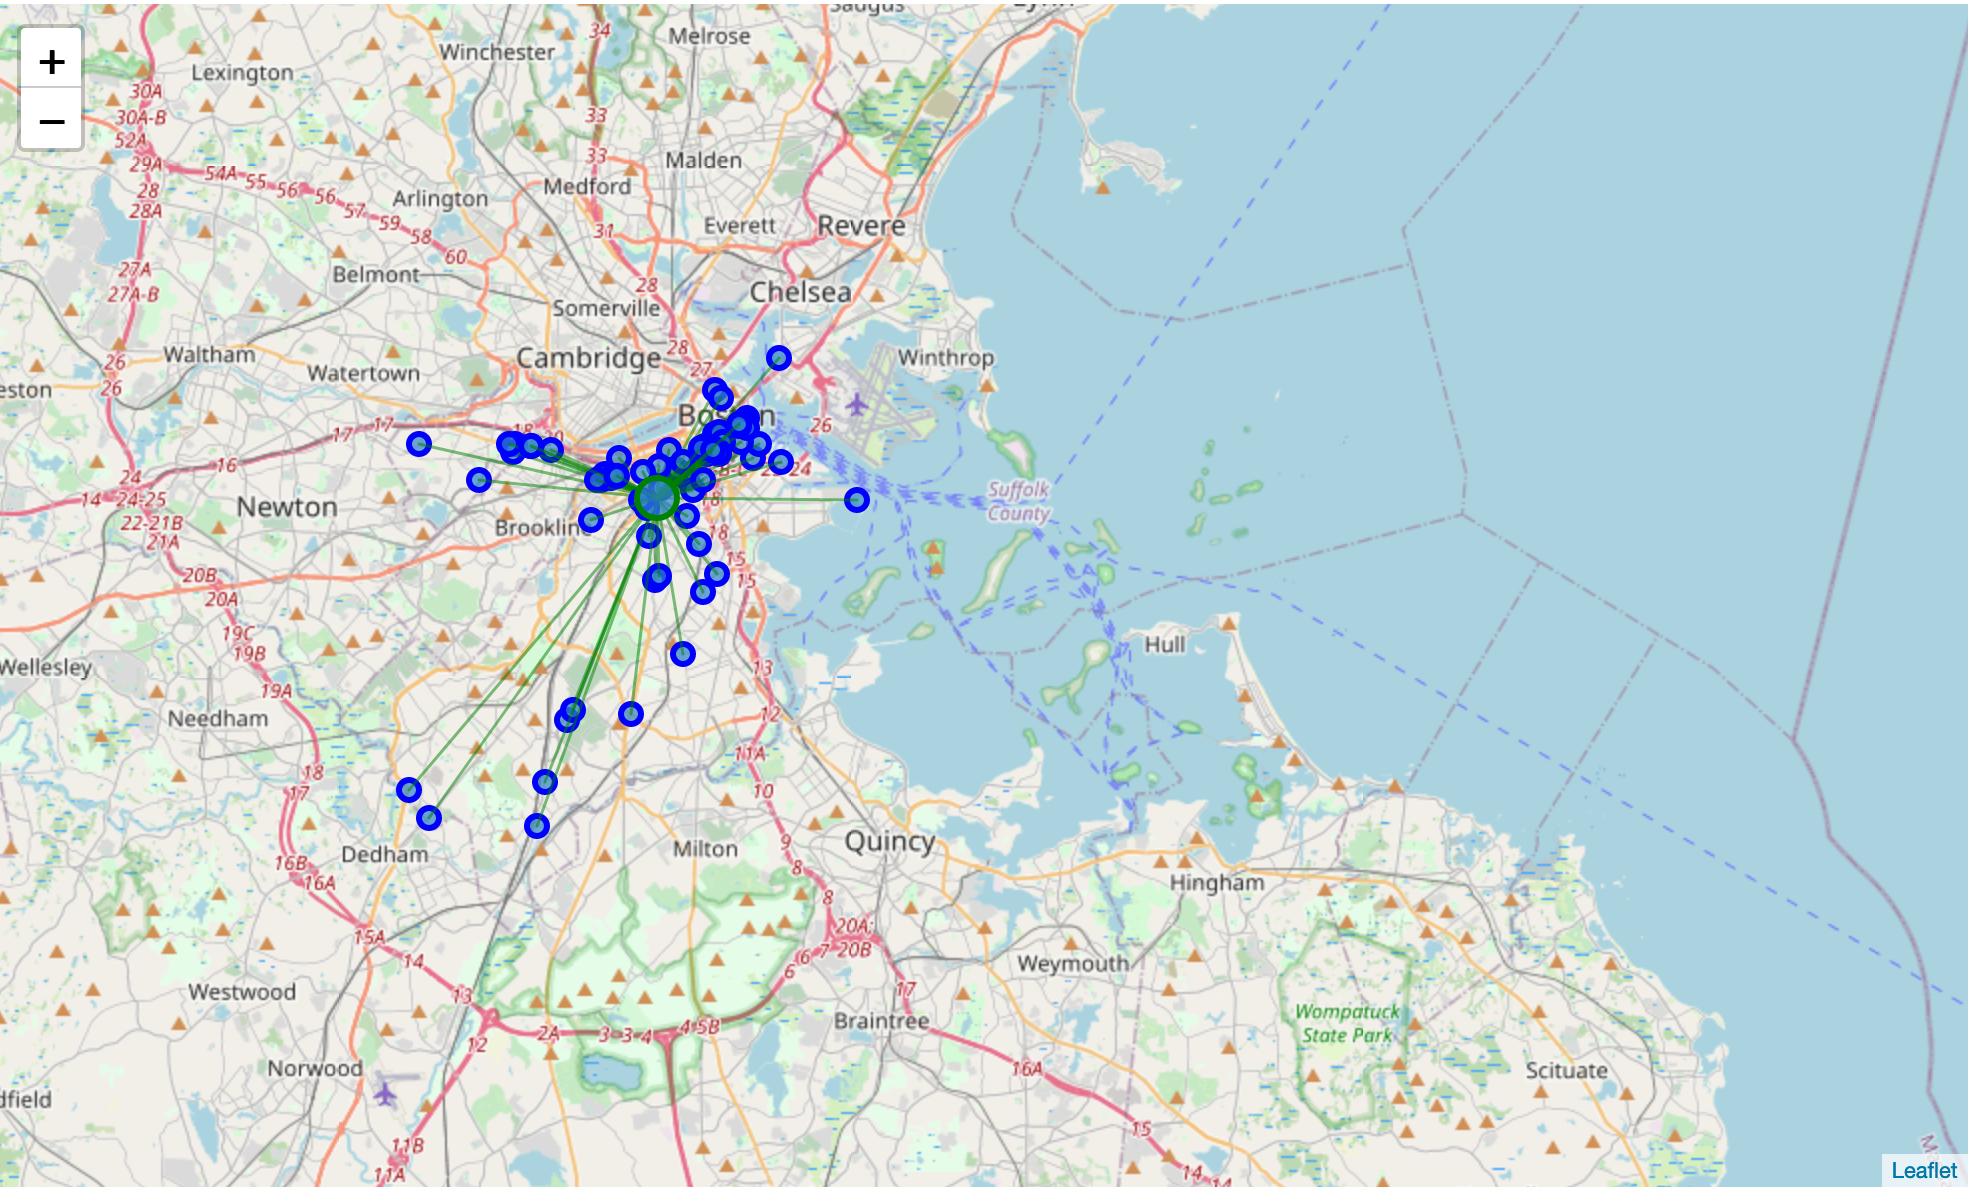 Saugus
Lynn
+
−
Winchester
Melrose
34
Lexington
30A
30A-B
33
52A
29A
33
Malden
54A
55
56
56
28
Medford
28A
57
Arlington
59
58
31
Everett
Revere
60
27A
Belmont
28
27A-B
Chelsea
Somerville
Waltham
26
Cambridge
28
27
Winthrop
Watertown
26
eston
26
17
17
18
20
16
24
24
14
24-25
Newton
Suffolk
County
22-21B
Brookline
18
18
21A
15
15
20B
20A
19C
19B
Hull
Wellesley
13
19A
Needham
12
11A
18
17
10
9
Quincy
Dedham
Milton
16B
8
16A
Hingham
8
15A
20A;
20B
7
6
14
6
Weymouth
13
17
Westwood
Wompatuck
State Park
Braintree
2A
3
3
4
4
5B
12
Norwood
16A
Scituate
dfield
15
11B
11A
14
14
Leaflet